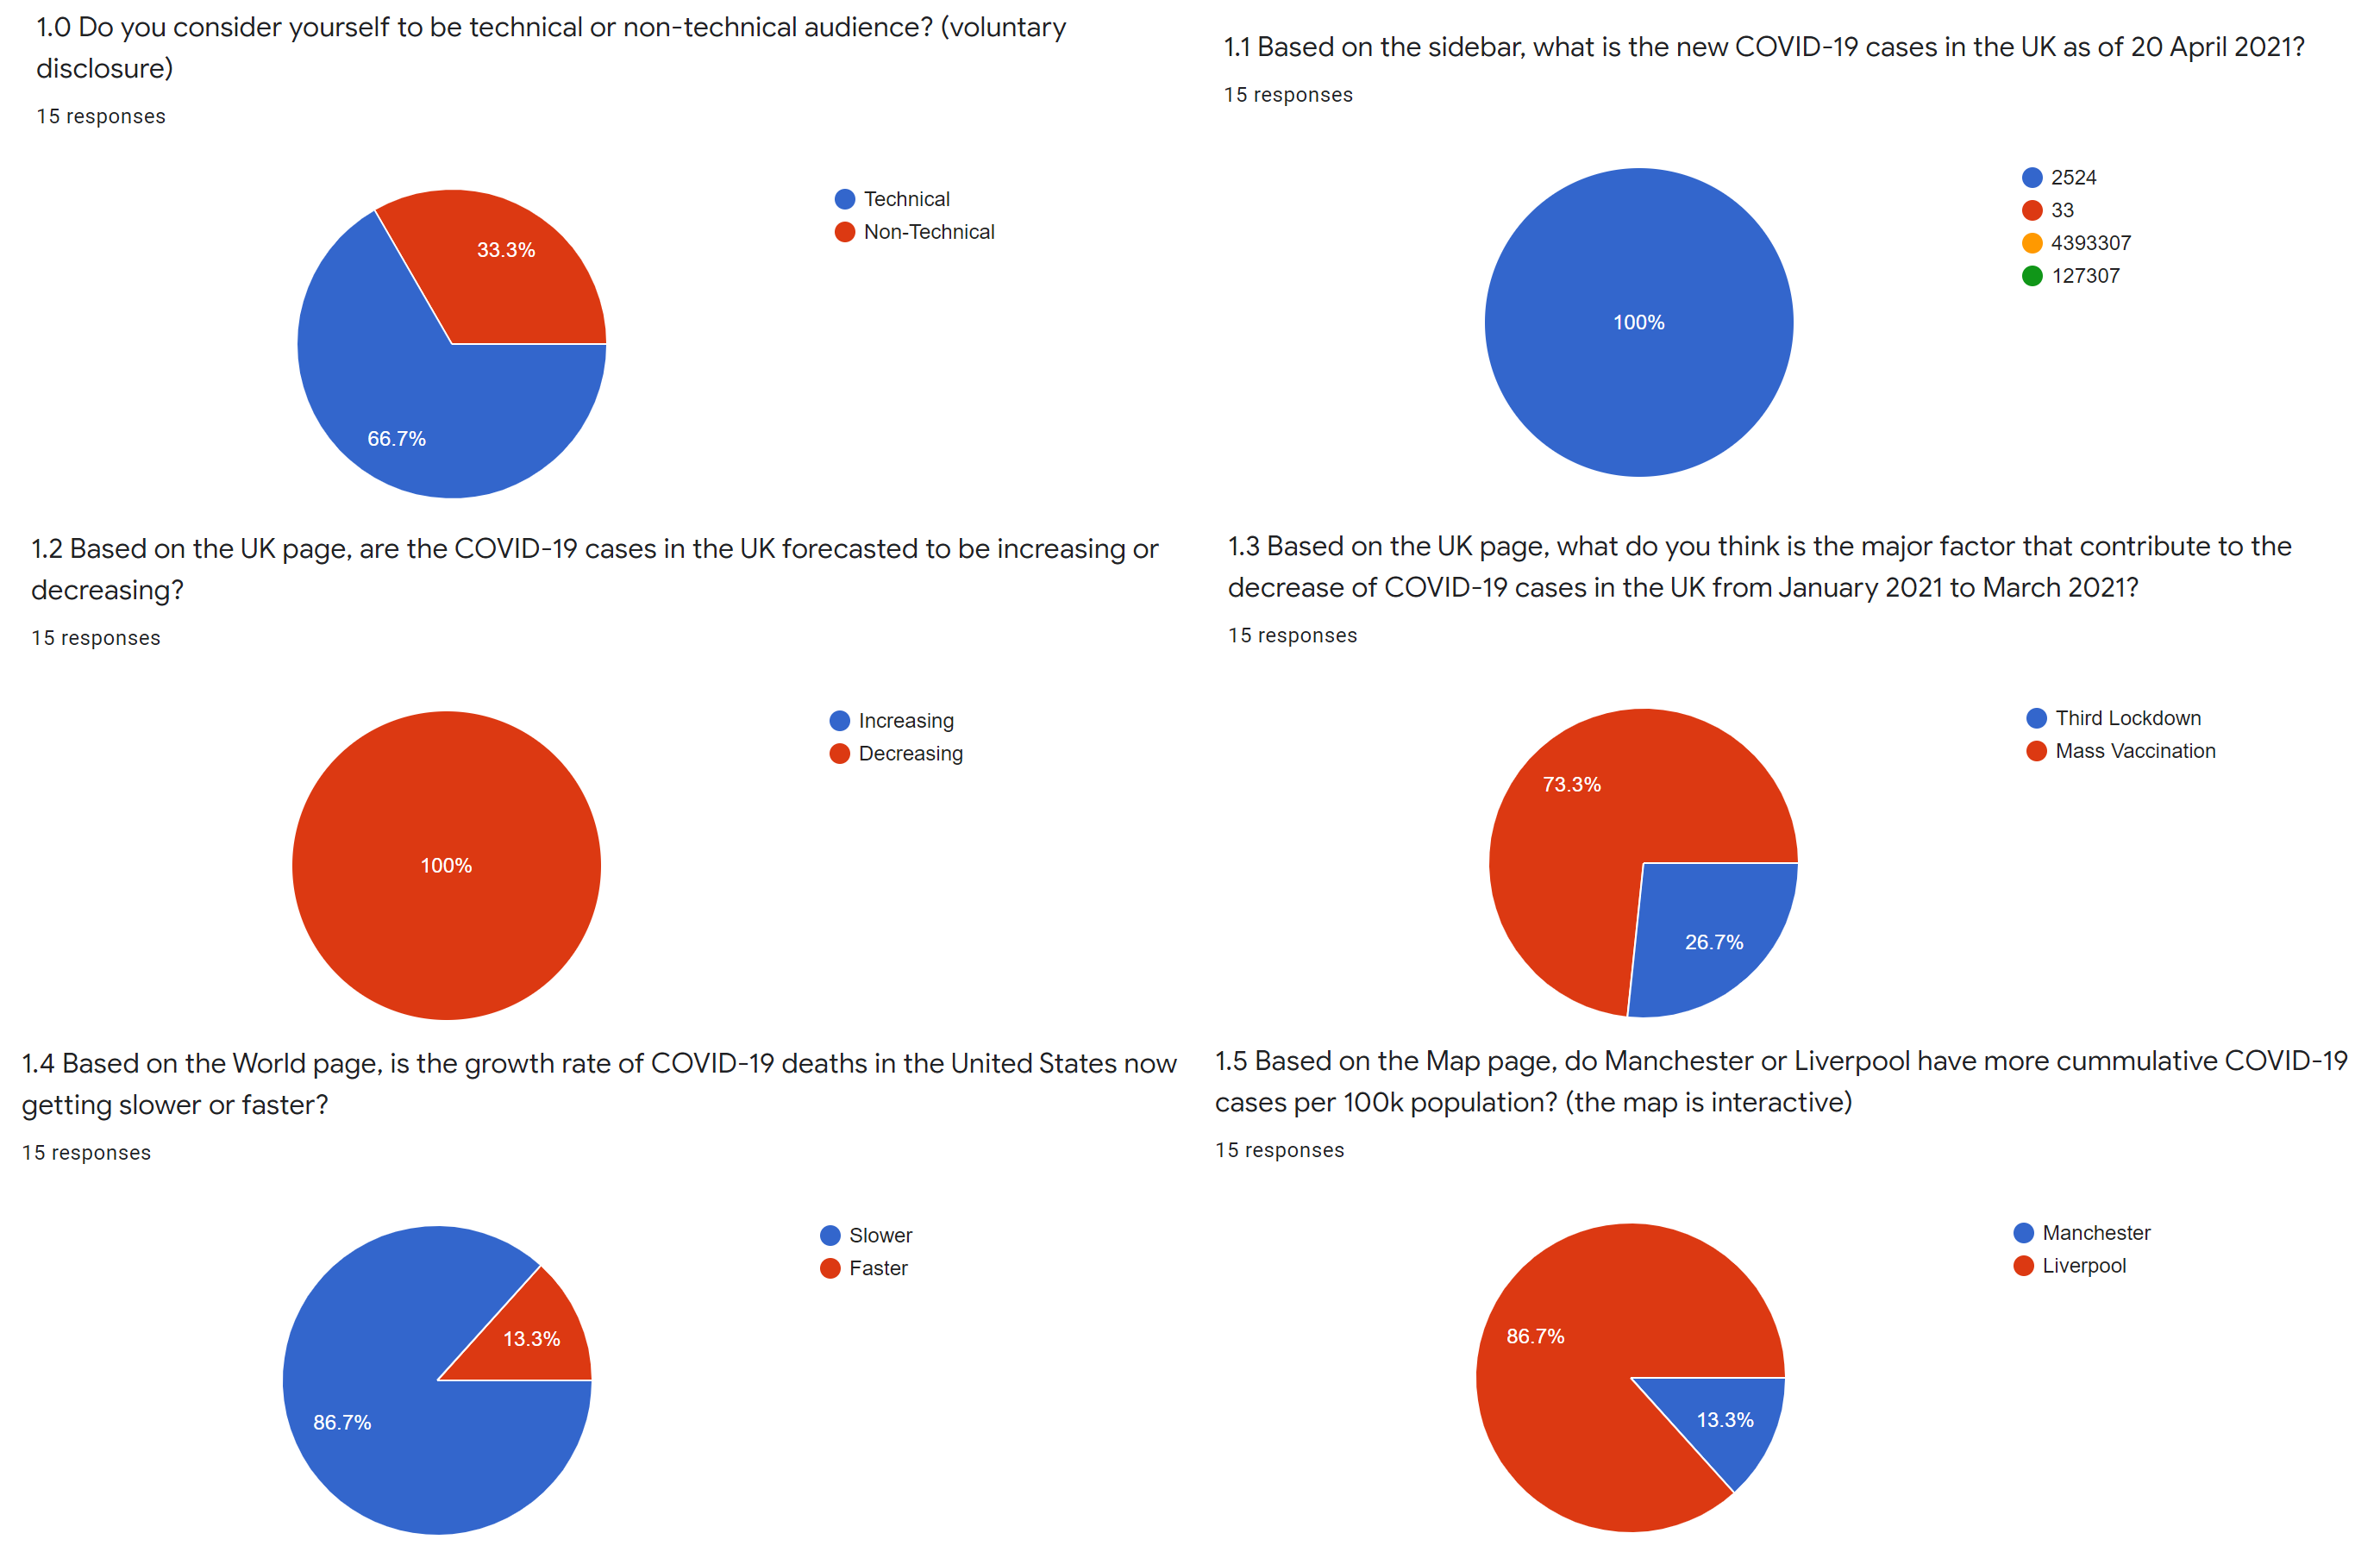 1.0 Do you consider yourself to be technical or non-technical audience? (voluntary
disclosure)
15 responses
Technical
Non-Technical
33.3%
66.7%
1.1 Based on the sidebar, what is the new COVID-19 cases in the UK as of 20 April 2021?
15 responses
2524
33
4393307
127307
100%
1.2 Based on the UK page, are the COVID-19 cases in the UK forecasted to be increasing or
decreasing?
15 responses
Increasing
Decreasing
100%
1.3 Based on the UK page, what do you think is the major factor that contribute to the
decrease of COVID-19 cases in the UK from January 2021 to March 2021?
15 responses
Third Lockdown
Mass Vaccination
73.3%
26.7%
1.4 Based on the World page, is the growth rate of COVID-19 deaths in the United States now
getting slower or faster?
15 responses
Slower
Faster
13.3%
86.7%
1.5 Based on the Map page, do Manchester or Liverpool have more cummulative COVID-19
cases per 100k population? (the map is interactive)
15 responses
Manchester
Liverpool
86.7%
13.3%